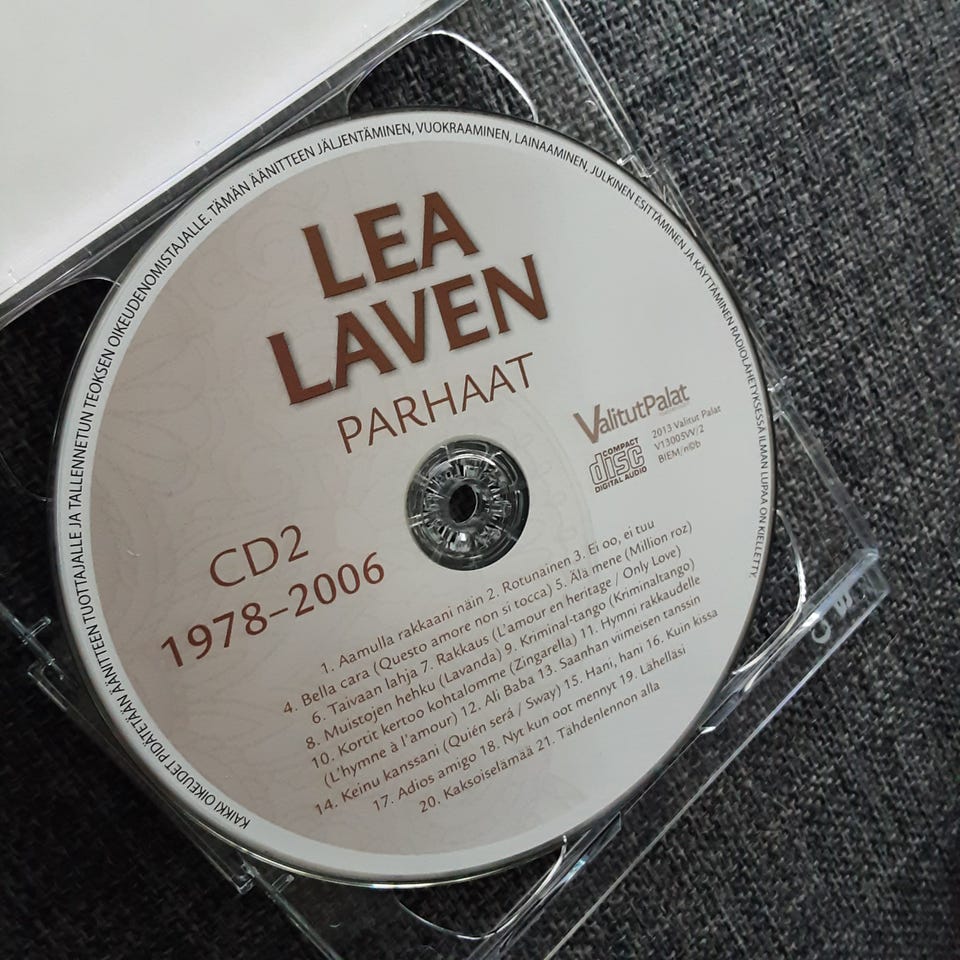 KAIKKI OIKEUDET PIDÄTETÄÄN ÄÄNITTEEN TUOTTAJALLE JA TALLENNETUN TEOKSEN OIKEUDENOMISTAJALLE. TÄMÄN ÄÄNITTEEN JÄLJENTÄMINEN, VUOKRAAMINEN, LAINAAMINEN, JULKINEN ESITTÄMINEN JA KÄYTTÄMINEN RADIOLÄHETYKSESSÄ ILMAN LUPAA ON KIELLETTY.
LEA
LAVEN
PARHAAT
ValitutPalat
COMPACT
disc
DIGITAL AUDIO
2013 Valitut Palat
V13005VV/2
BIEM/nDb
CD2
1978–2006
1. Aamulla rakkaani näin 2. Rotunainen 3. Ei oo, ei tuu
4. Bella cara (Questo amore non si tocca) 5. Älä mene (Million roz)
6. Taivaan lahja 7. Rakkaus (L'amour en heritage / Only Love)
8. Muistojen hehku (Lavanda) 9. Kriminal-tango (Kriminaltango)
10. Kortit kertoo kohtalomme (Zingarella) 11. Hymni rakkaudelle
(L'hymne à l'amour) 12. Ali Baba 13. Saanhan viimeisen tanssin
14. Keinu kanssani (Quién será / Sway) 15. Hani, hani 16. Kuin kissa
17. Adios amigo 18. Nyt kun oot mennyt 19. Lähelläsi
20. Kaksoiselämää 21. Tähdenlennon alla